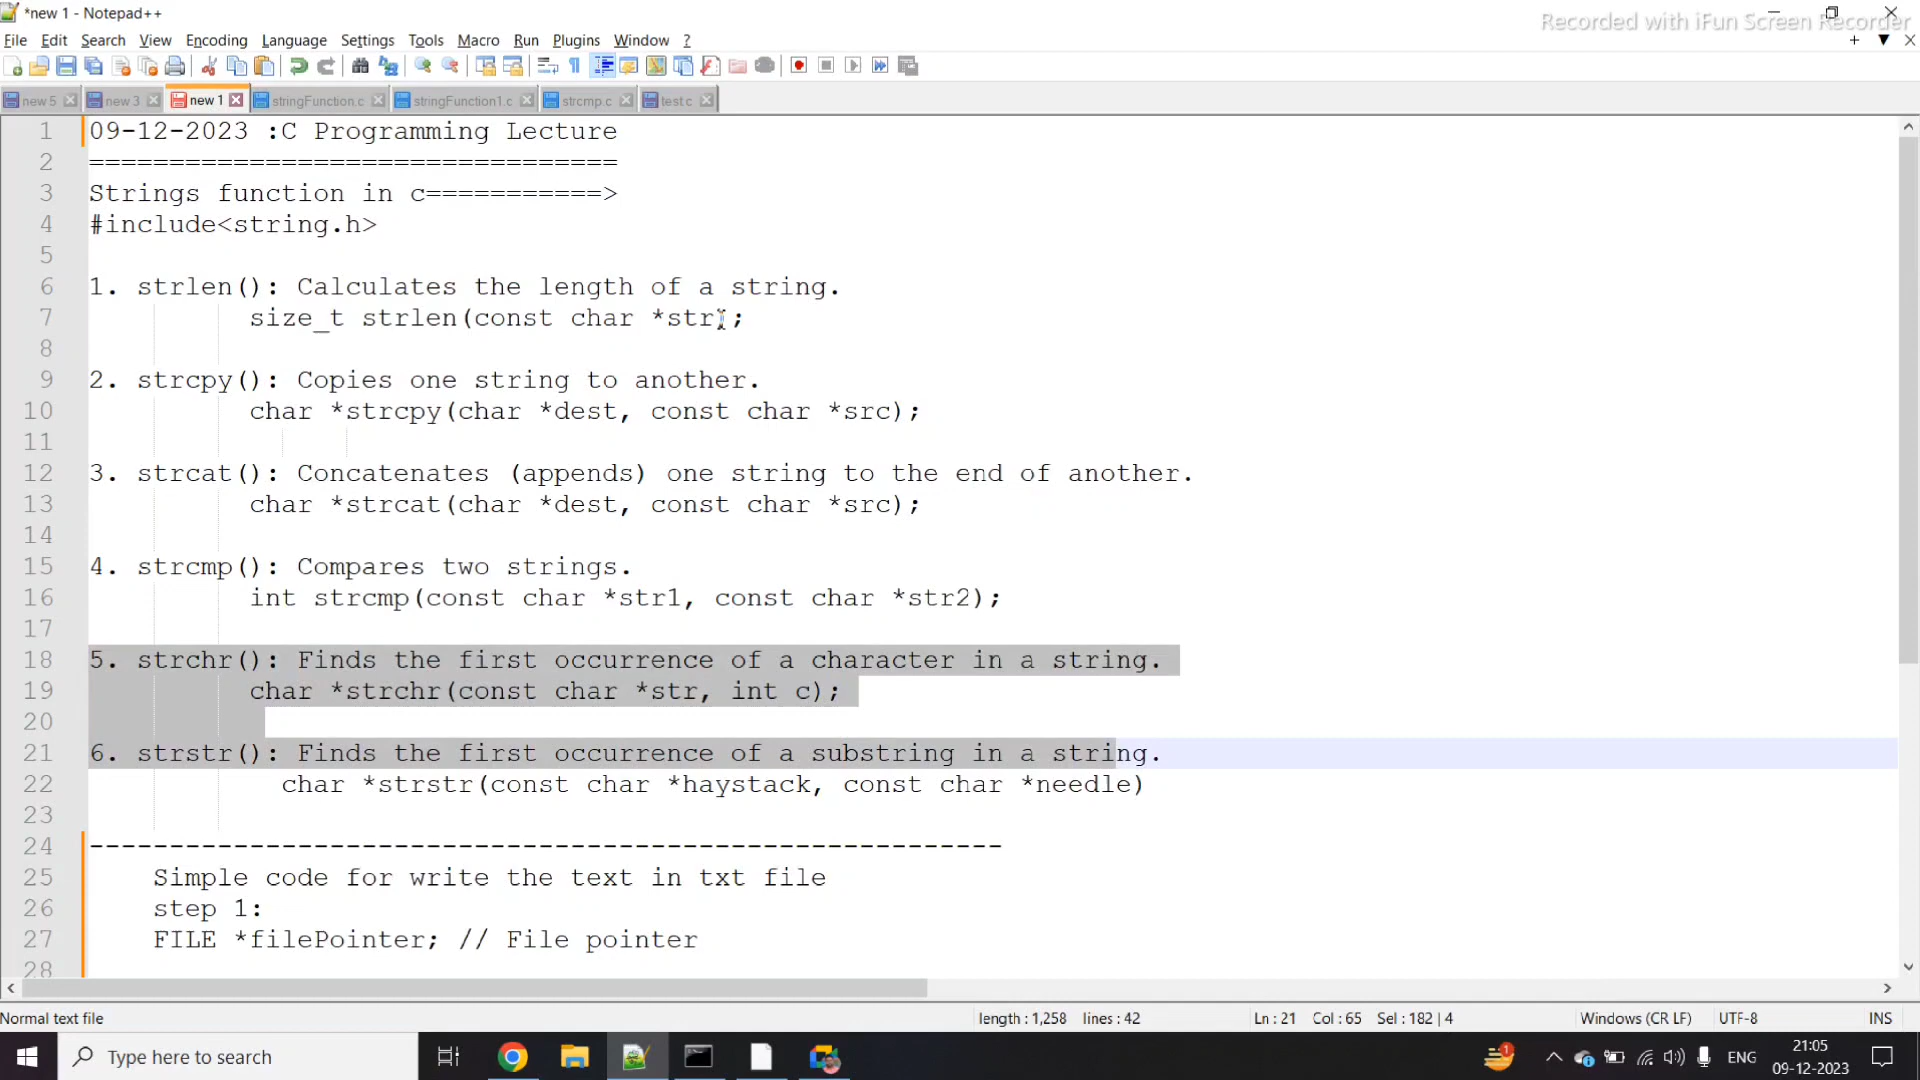 *new 1 - Notepad++
Recorded with iFun Screen Recorder
File Edit Search View Encoding Language Settings Tools Macro Run Plugins Window ?
new 5 new 3 new 1 stringFunction.c stringFunction1.c strcmp.c test.c
1 09-12-2023 :C Programming Lecture
2 =================================
3 Strings function in c===========>
4 #include<string.h>
5
6 1. strlen(): Calculates the length of a string.
7 size_t strlen(const char *str);
8
9 2. strcpy(): Copies one string to another.
10 char *strcpy(char *dest, const char *src);
11
12 3. strcat(): Concatenates (appends) one string to the end of another.
13 char *strcat(char *dest, const char *src);
14
15 4. strcmp(): Compares two strings.
16 int strcmp(const char *str1, const char *str2);
17
18 5. strchr(): Finds the first occurrence of a character in a string.
19 char *strchr(const char *str, int c);
20
21 6. strstr(): Finds the first occurrence of a substring in a string.
22 char *strstr(const char *haystack, const char *needle)
23
24 ---------------------------------------------------------
25 Simple code for write the text in txt file
26 step 1:
27 FILE *filePointer; // File pointer
28
Normal text file length : 1,258 lines : 42 Ln : 21 Col : 65 Sel : 182 | 4 Windows (CR LF) UTF-8 INS
Type here to search 1 ENG 21:05
09-12-2023